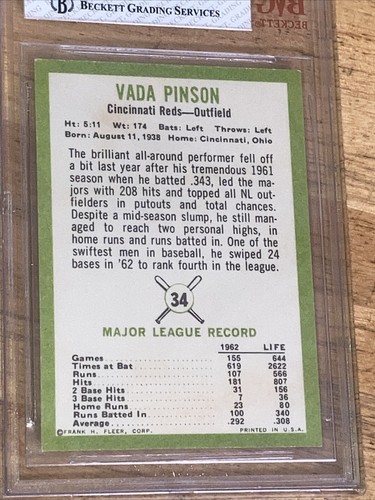 B BECKETT GRADING SERVICES
BVG
BECKETT
VADA PINSON
Cincinnati Reds—Outfield
Ht: 5:11 Wt: 174 Bats: Left Throws: Left
Born: August 11, 1938 Home: Cincinnati, Ohio
The brilliant all-around performer fell off
a bit last year after his tremendous 1961
season when he batted .343, led the ma-
jors with 208 hits and topped all NL out-
fielders in putouts and total chances.
Despite a mid-season slump, he still man-
aged to reach two personal highs, in
home runs and runs batted in. One of the
swiftest men in baseball, he swiped 24
bases in '62 to rank fourth in the league.
34
MAJOR LEAGUE RECORD
1962 LIFE
Games 155 644
Times at Bat 619 2622
Runs 107 566
Hits 181 807
2 Base Hits 31 156
3 Base Hits 7 36
Home Runs 23 80
Runs Batted In 100 340
Average .292 .308
©FRANK H. FLEER, CORP. PRINTED IN U.S.A.